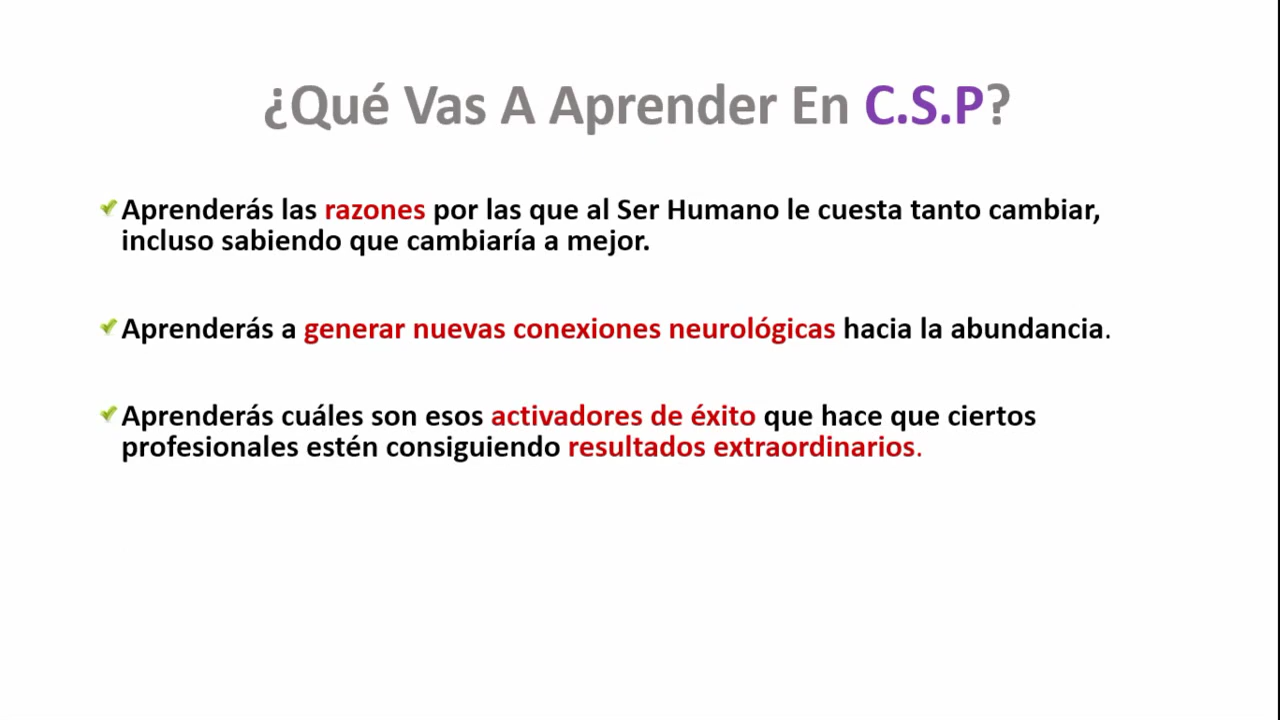 ¿Qué Vas A Aprender En C.S.P?
Aprenderás las razones por las que al Ser Humano le cuesta tanto cambiar,
incluso sabiendo que cambiaría a mejor.
Aprenderás a generar nuevas conexiones neurológicas hacia la abundancia.
Aprenderás cuáles son esos activadores de éxito que hace que ciertos
profesionales estén consiguiendo resultados extraordinarios.